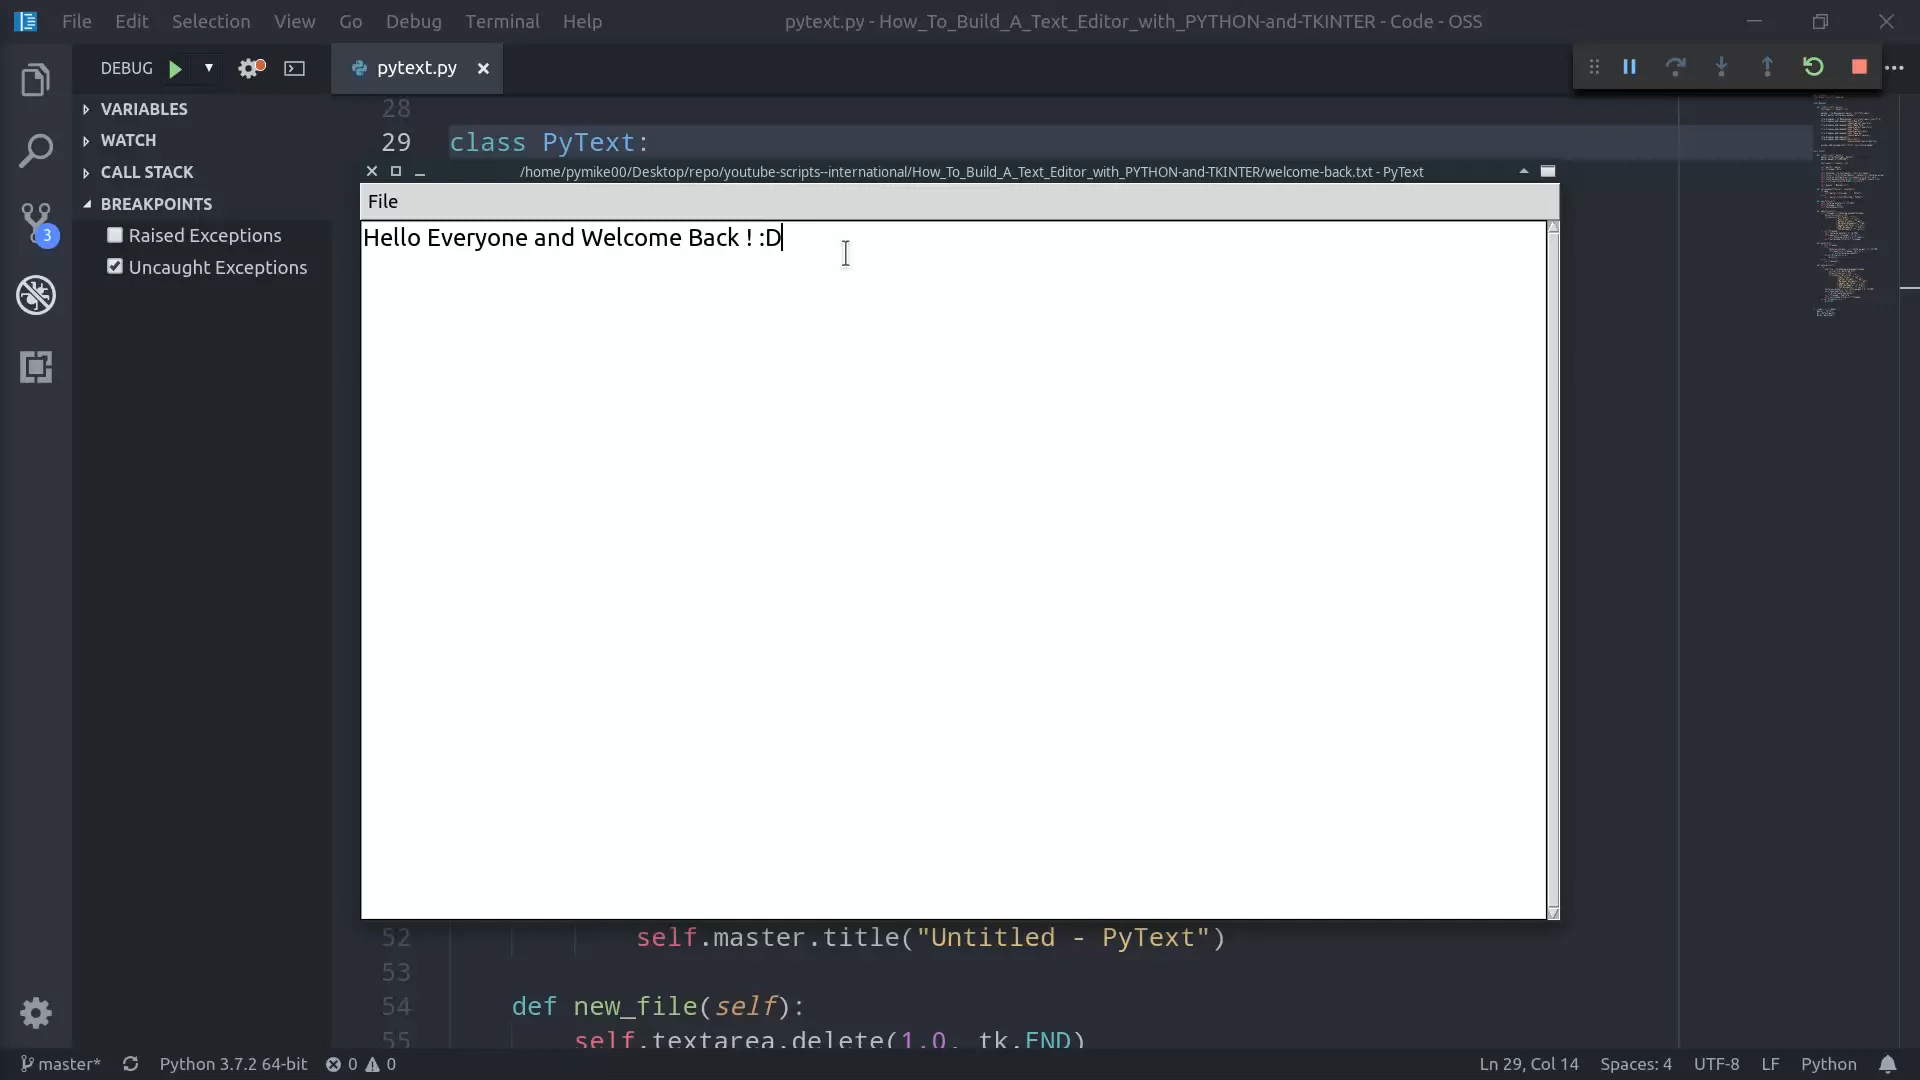 File Edit Selection View Go Debug Terminal Help pytext.py - How_To_Build_A_Text_Editor_with_PYTHON-and-TKINTER - Code - OSS
DEBUG
pytext.py
VARIABLES
WATCH
CALL STACK
BREAKPOINTS
Raised Exceptions
Uncaught Exceptions
3
28
29 class PyText:
/home/pymike00/Desktop/repo/youtube-scripts--international/How_To_Build_A_Text_Editor_with_PYTHON-and-TKINTER/welcome-back.txt - PyText
File
Hello Everyone and Welcome Back ! :D
52 self.master.title("Untitled - PyText")
53
54 def new_file(self):
55 self.textarea.delete(1.0, tk.END)
master* Python 3.7.2 64-bit 0 0 Ln 29, Col 14 Spaces: 4 UTF-8 LF Python